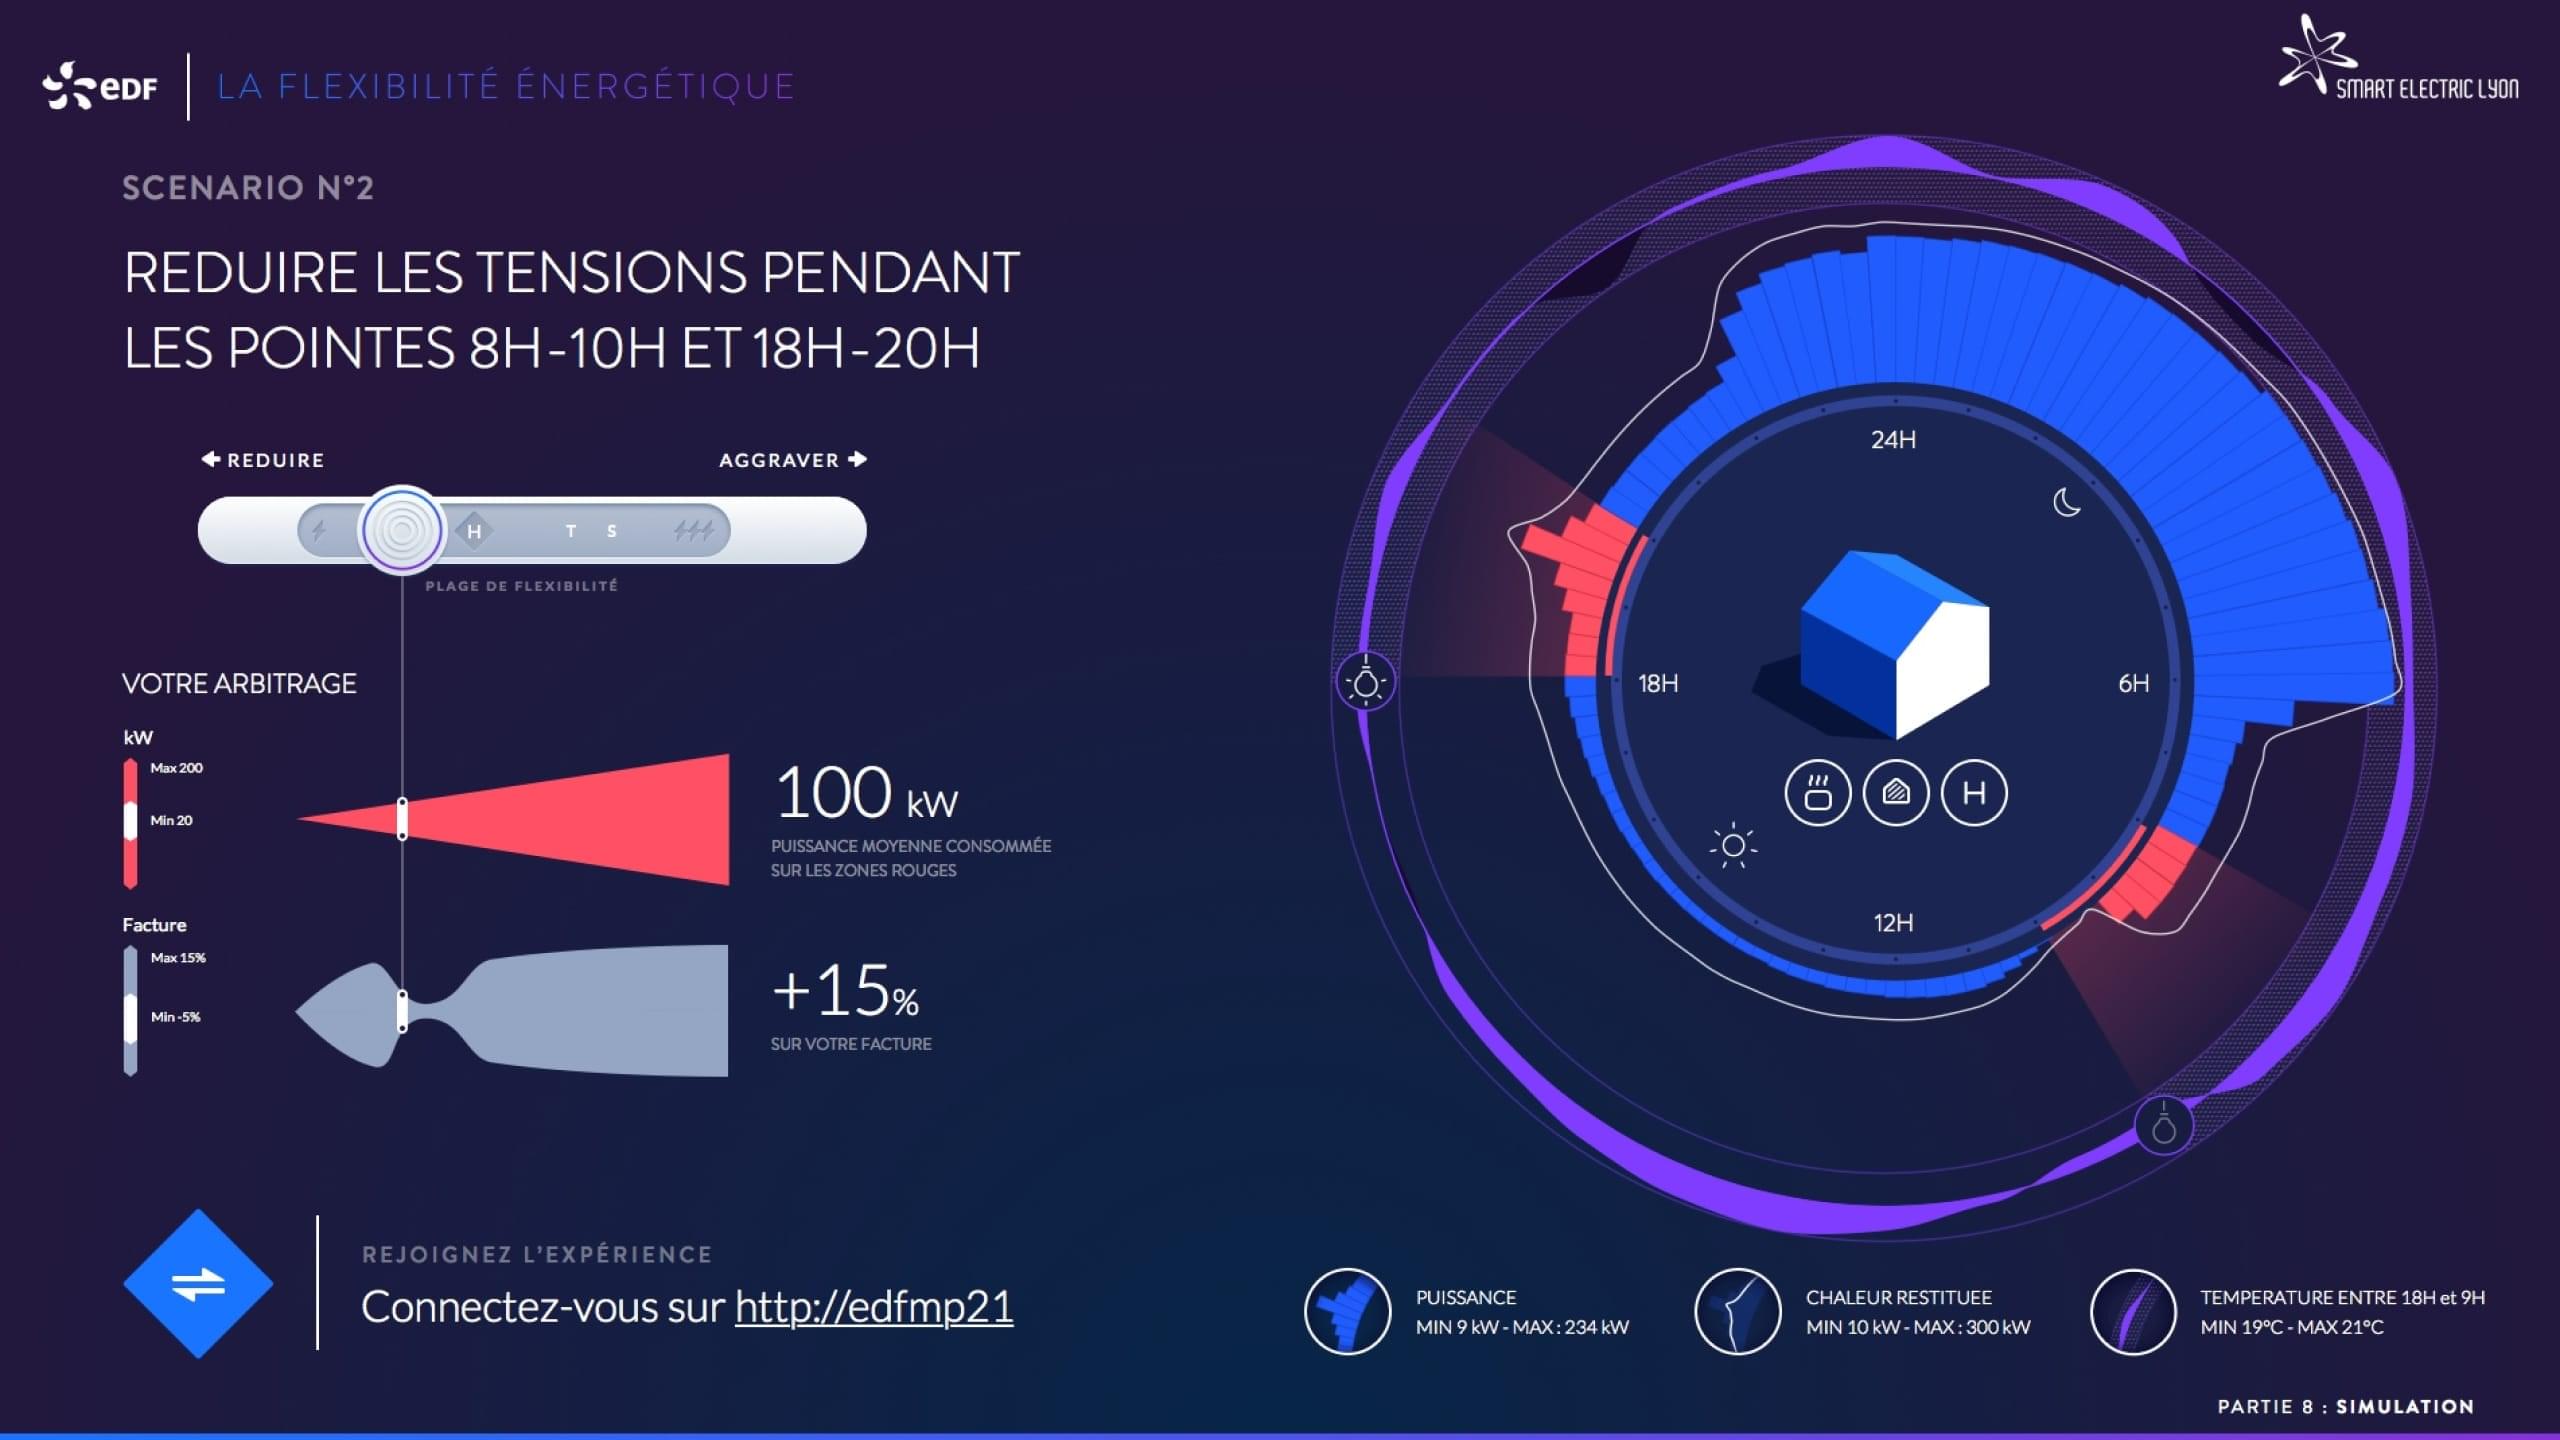 eDF
LA FLEXIBILITÉ ÉNERGÉTIQUE
SMART ELECTRIC LYON
SCENARIO N°2
REDUIRE LES TENSIONS PENDANT
LES POINTES 8H-10H ET 18H-20H
REDUIRE
AGGRAVER
H T S
PLAGE DE FLEXIBILITÉ
VOTRE ARBITRAGE
kW
Max 200
Min 20
100 kW
PUISSANCE MOYENNE CONSOMMÉE
SUR LES ZONES ROUGES
Facture
Max 15%
Min -5%
+15%
SUR VOTRE FACTURE
24H
18H
6H
H
12H
REJOIGNEZ L'EXPÉRIENCE
Connectez-vous sur http://edfmp21
PUISSANCE
MIN 9 kW - MAX : 234 kW
CHALEUR RESTITUEE
MIN 10 kW - MAX : 300 kW
TEMPERATURE ENTRE 18H et 9H
MIN 19°C - MAX 21°C
PARTIE 8 : SIMULATION